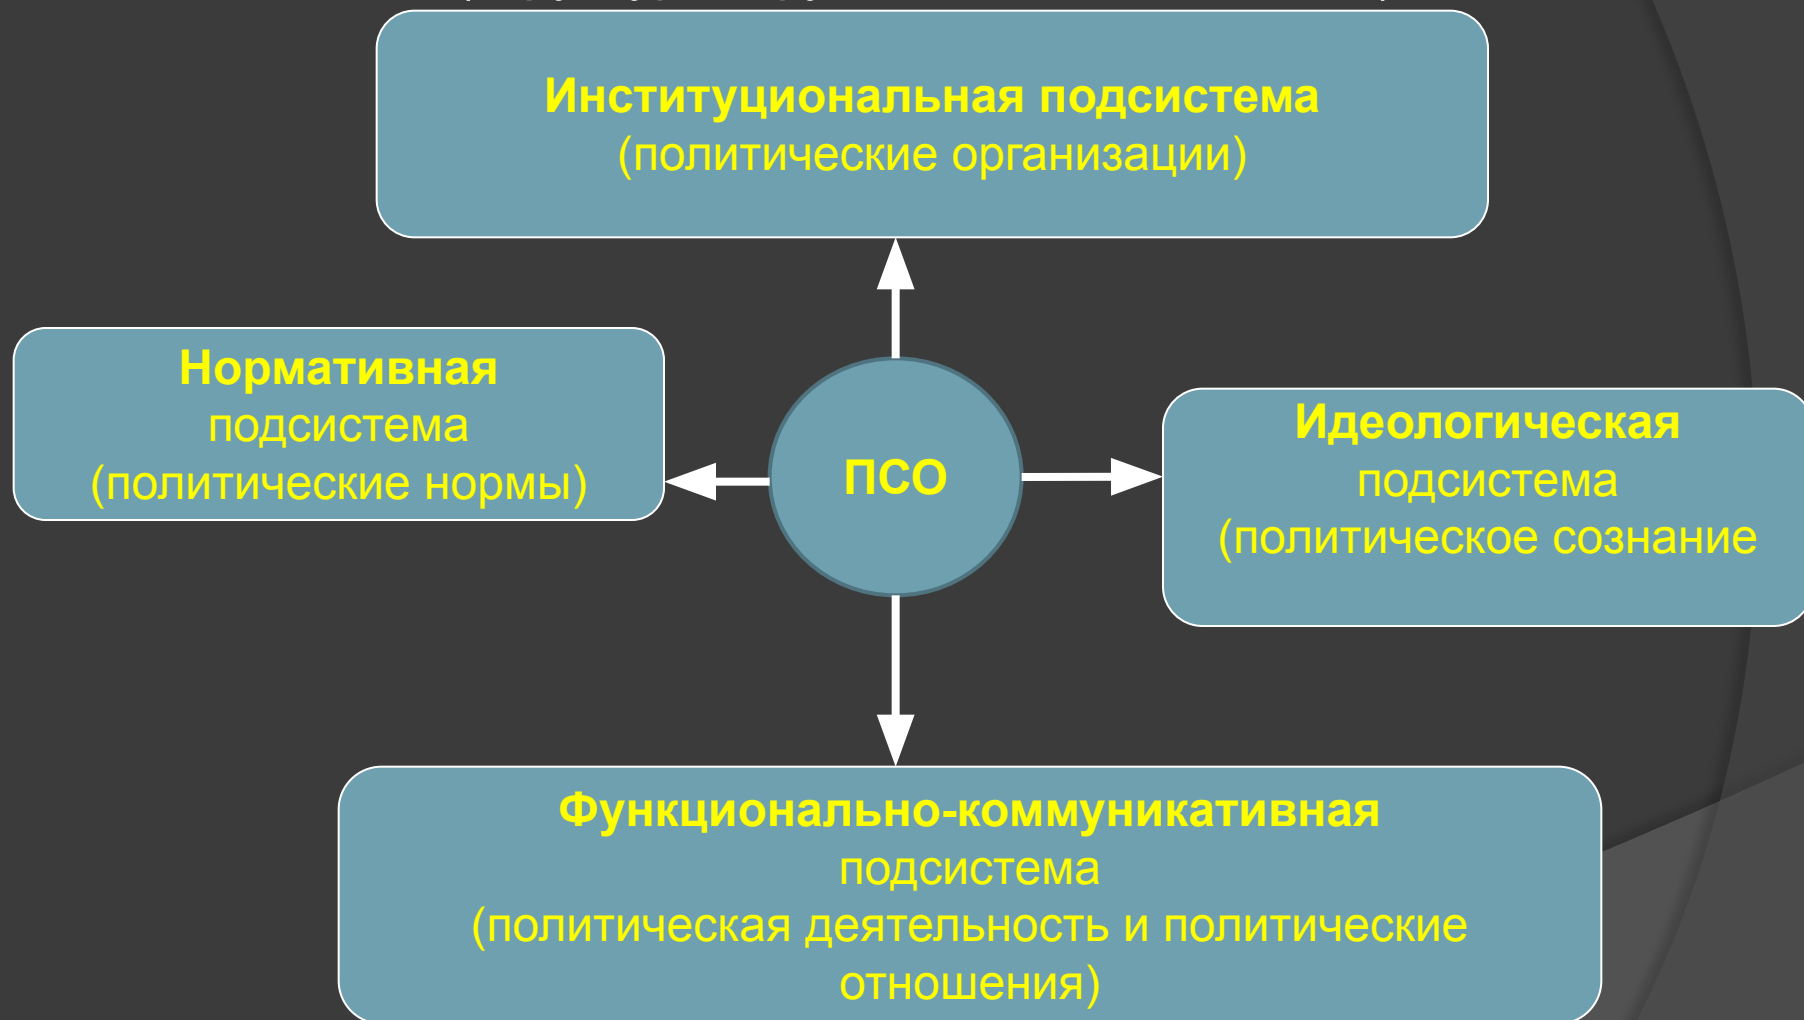 Институциональная подсистема
(политические организации)
Нормативная
подсистема
(политические нормы)
ПСО
Идеологическая
подсистема
(политическое сознание
Функционально-коммуникативная
подсистема
(политическая деятельность и политические
отношения)